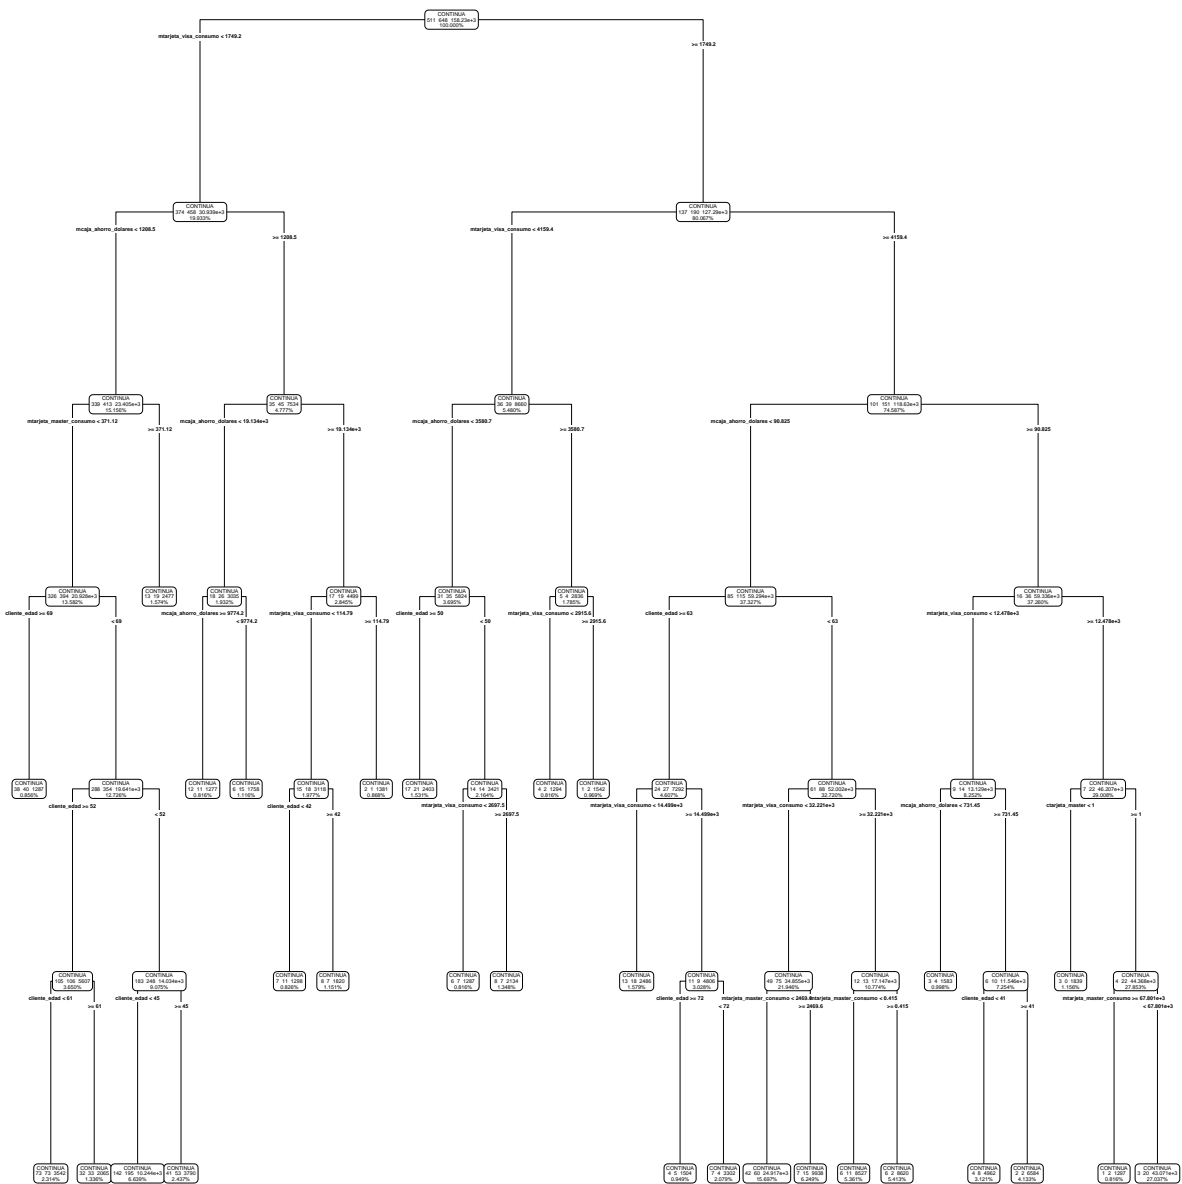 CONTINUA
511 648 158.23e+3
100.000%
mtarjeta_visa_consumo < 1749.2
>= 1749.2
CONTINUA
374 458 30.939e+3
19.933%
CONTINUA
137 190 127.29e+3
80.067%
mcaja_ahorro_dolares < 1208.5
>= 1208.5
mtarjeta_visa_consumo < 4159.4
>= 4159.4
CONTINUA
339 413 23.405e+3
15.156%
CONTINUA
35 45 7534
4.777%
CONTINUA
36 39 8660
5.480%
CONTINUA
101 151 118.63e+3
74.587%
mtarjeta_master_consumo < 371.12
>= 371.12
mcaja_ahorro_dolares < 19.134e+3
>= 19.134e+3
mcaja_ahorro_dolares < 3580.7
>= 3580.7
mcaja_ahorro_dolares < 90.825
>= 90.825
CONTINUA
326 394 20.928e+3
13.582%
CONTINUA
13 19 2477
1.574%
CONTINUA
18 26 3035
1.932%
CONTINUA
17 19 4499
2.845%
CONTINUA
31 35 5824
3.695%
CONTINUA
5 4 2836
1.785%
CONTINUA
85 115 59.294e+3
37.327%
CONTINUA
16 36 59.336e+3
37.260%
cliente_edad >= 69
< 69
mcaja_ahorro_dolares >= 9774.2
< 9774.2
mtarjeta_visa_consumo < 114.79
>= 114.79
cliente_edad >= 50
< 50
mtarjeta_visa_consumo < 2915.6
>= 2915.6
cliente_edad >= 63
< 63
mtarjeta_visa_consumo < 12.478e+3
>= 12.478e+3
CONTINUA
38 40 1287
0.856%
CONTINUA
288 354 19.641e+3
12.726%
CONTINUA
12 11 1277
0.816%
CONTINUA
6 15 1758
1.116%
CONTINUA
15 18 3118
1.977%
CONTINUA
2 1 1381
0.868%
CONTINUA
17 21 2403
1.531%
CONTINUA
14 14 3421
2.164%
CONTINUA
4 2 1294
0.816%
CONTINUA
1 2 1542
0.969%
CONTINUA
24 27 7292
4.607%
CONTINUA
61 88 52.002e+3
32.720%
CONTINUA
9 14 13.129e+3
8.252%
CONTINUA
7 22 46.207e+3
29.008%
cliente_edad >= 52
< 52
cliente_edad < 42
>= 42
mtarjeta_visa_consumo < 2697.5
>= 2697.5
mtarjeta_visa_consumo < 14.499e+3
>= 14.499e+3
mtarjeta_visa_consumo < 32.221e+3
>= 32.221e+3
mcaja_ahorro_dolares < 731.45
>= 731.45
ctarjeta_master < 1
>= 1
CONTINUA
105 106 5607
3.650%
CONTINUA
183 248 14.034e+3
9.075%
CONTINUA
7 11 1298
0.826%
CONTINUA
8 7 1820
1.151%
CONTINUA
6 7 1287
0.816%
CONTINUA
8 7 2134
1.348%
CONTINUA
13 18 2486
1.579%
CONTINUA
11 9 4806
3.028%
CONTINUA
49 75 34.855e+3
21.946%
CONTINUA
12 13 17.147e+3
10.774%
CONTINUA
3 4 1583
0.998%
CONTINUA
6 10 11.546e+3
7.254%
CONTINUA
3 0 1839
1.156%
CONTINUA
4 22 44.368e+3
27.853%
cliente_edad < 61
>= 61
cliente_edad < 45
>= 45
cliente_edad >= 72
< 72
mtarjeta_master_consumo < 2469.6
>= 2469.6
mtarjeta_master_consumo < 0.415
>= 0.415
cliente_edad < 41
>= 41
mtarjeta_master_consumo >= 67.801e+3
< 67.801e+3
CONTINUA
73 73 3542
2.314%
CONTINUA
32 33 2065
1.336%
CONTINUA
142 195 10.244e+3
6.639%
CONTINUA
41 53 3790
2.437%
CONTINUA
4 5 1504
0.949%
CONTINUA
7 4 3302
2.079%
CONTINUA
42 60 24.917e+3
15.697%
CONTINUA
7 15 9938
6.249%
CONTINUA
6 11 8527
5.361%
CONTINUA
6 2 8620
5.413%
CONTINUA
4 8 4962
3.121%
CONTINUA
2 2 6584
4.133%
CONTINUA
1 2 1297
0.816%
CONTINUA
3 20 43.071e+3
27.037%